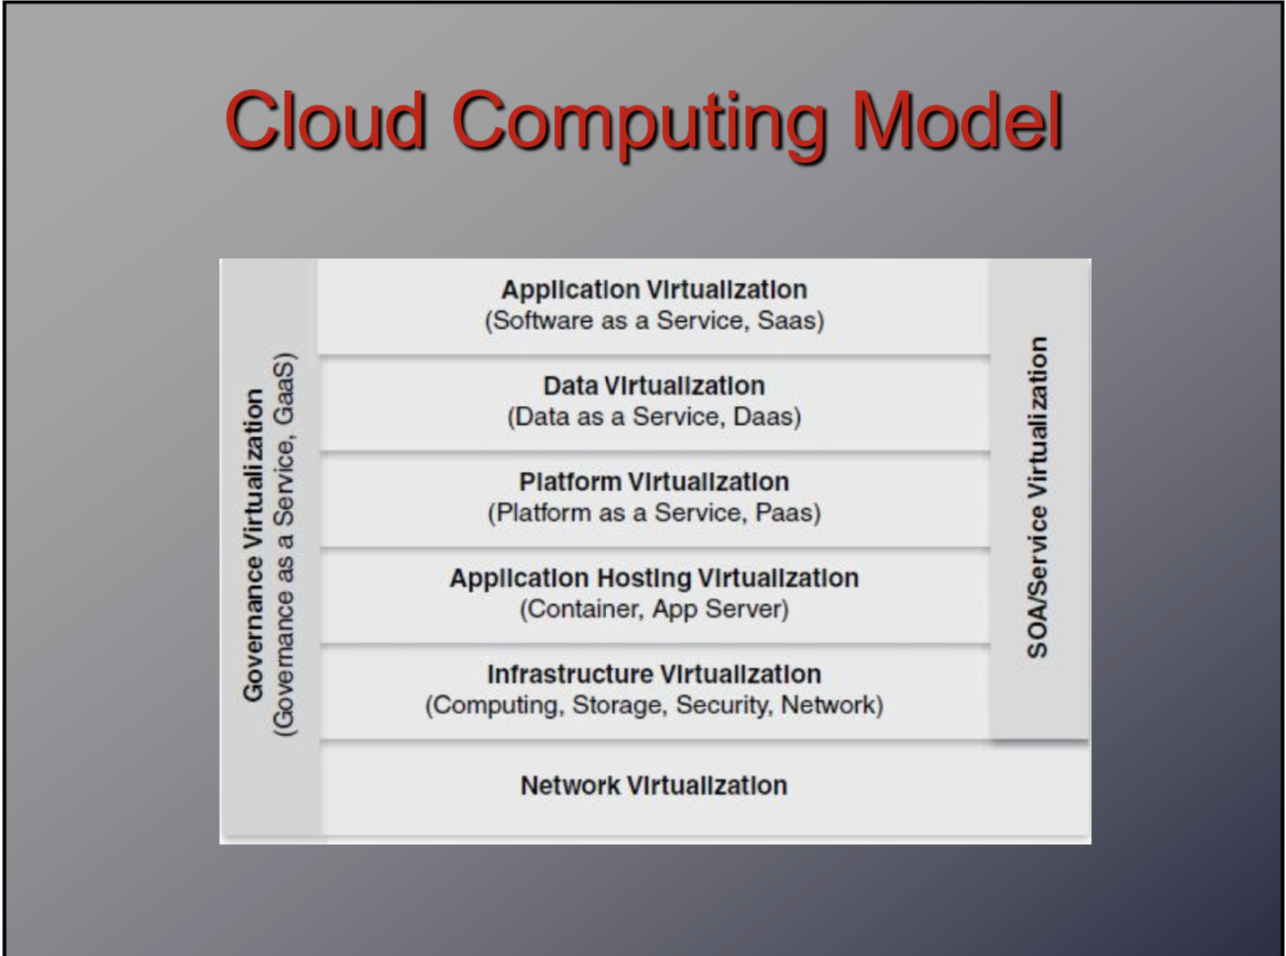 Cloud Computing Model
Application Virtualization
(Software as a Service, Saas)
Data Virtualization
(Data as a Service, Daas)
Platform Virtualization
(Platform as a Service, Paas)
Application Hosting Virtualization
(Container, App Server)
Infrastructure Virtualization
(Computing, Storage, Security, Network)
Network Virtualization
Governance Virtualization
(Governance as a Service, GaaS)
SOA/Service Virtualization